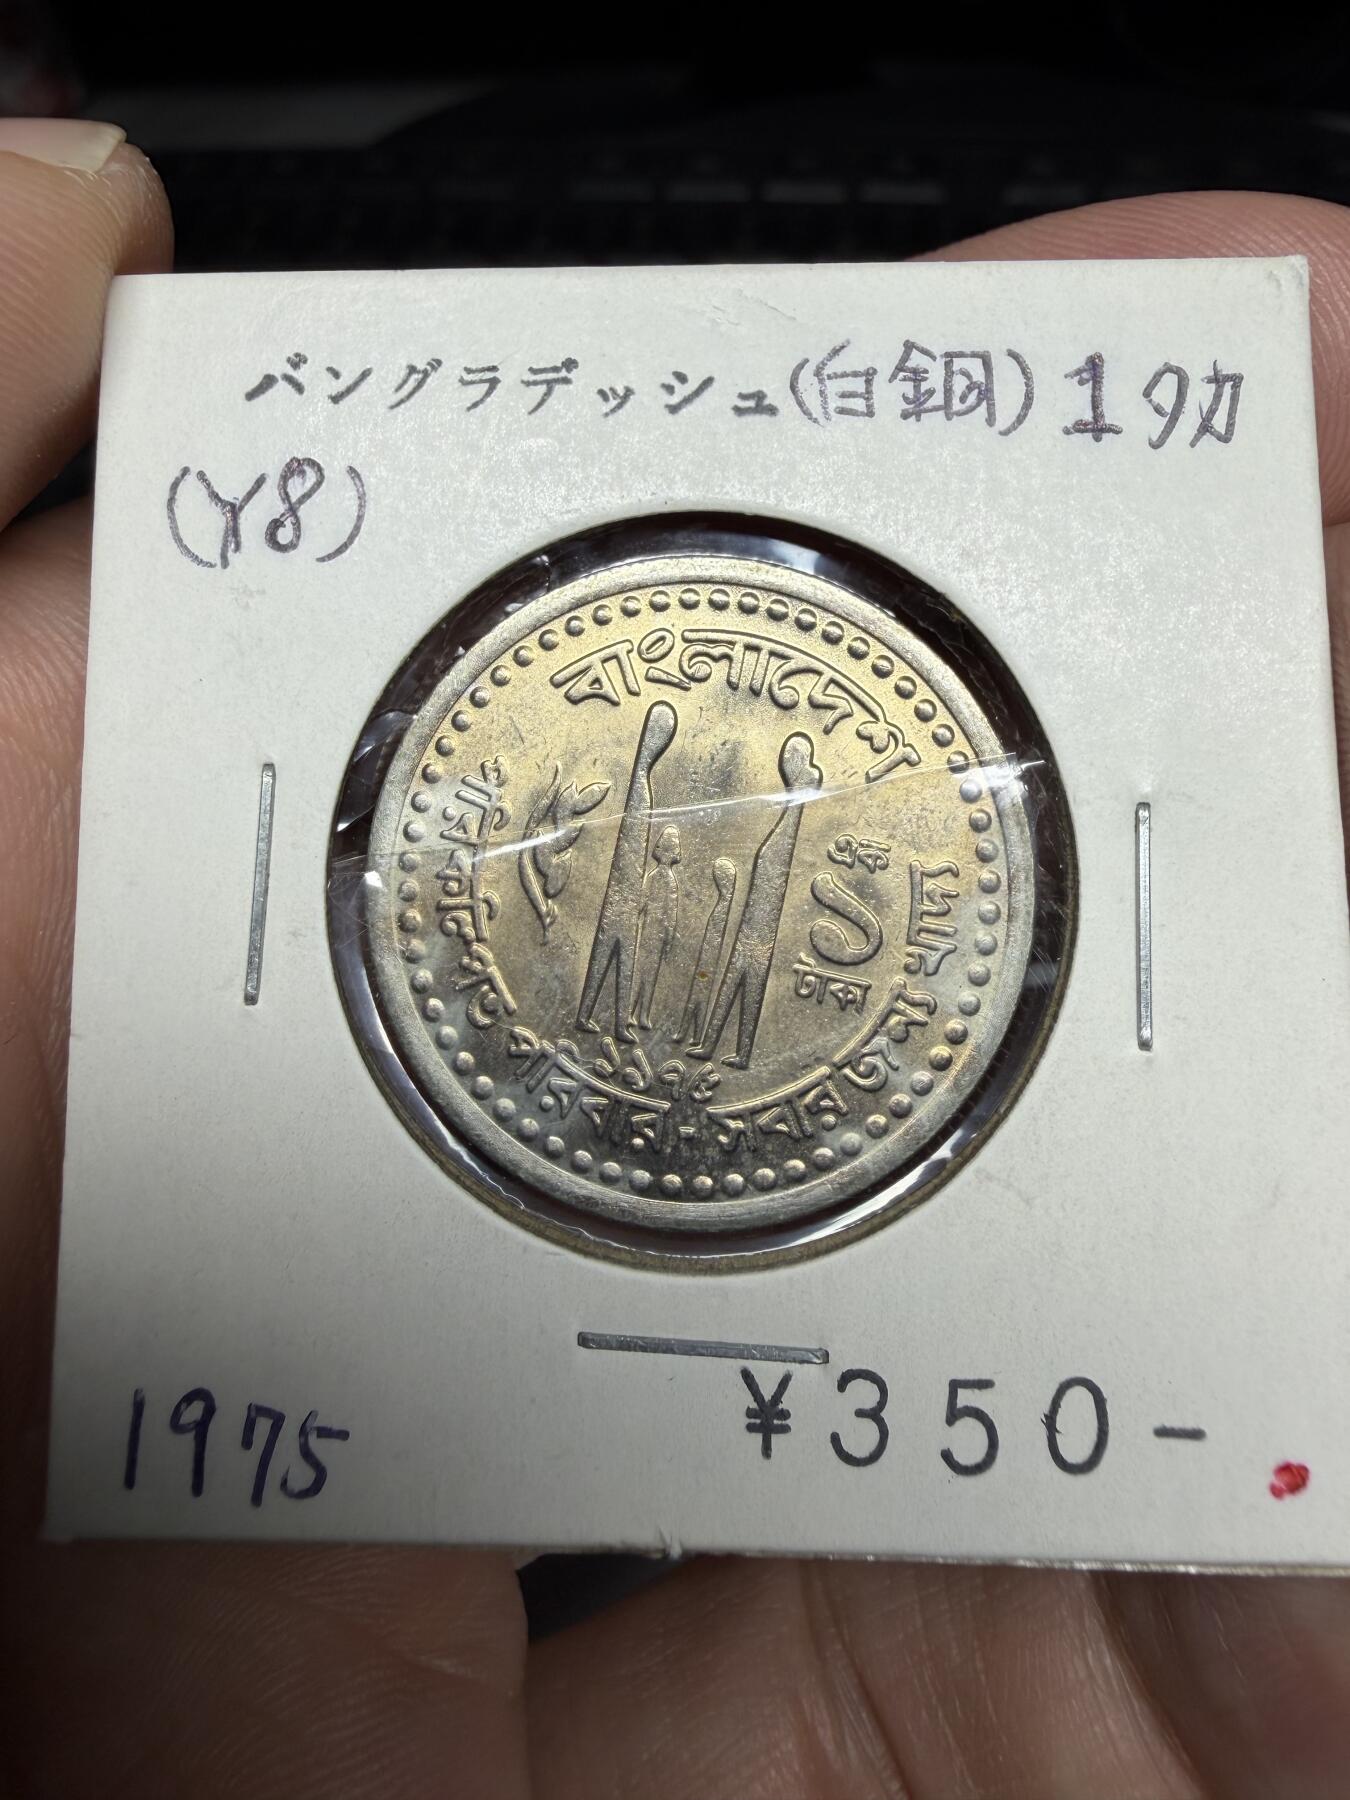 バングラデッシュ(白銅)1タカ
(Y8)
বাংলাদেশ
এক
১
টাকা
১৯৭৫
পরিকল্পিত পরিবার-সবার জন্য খাদ্য
1975
¥350-